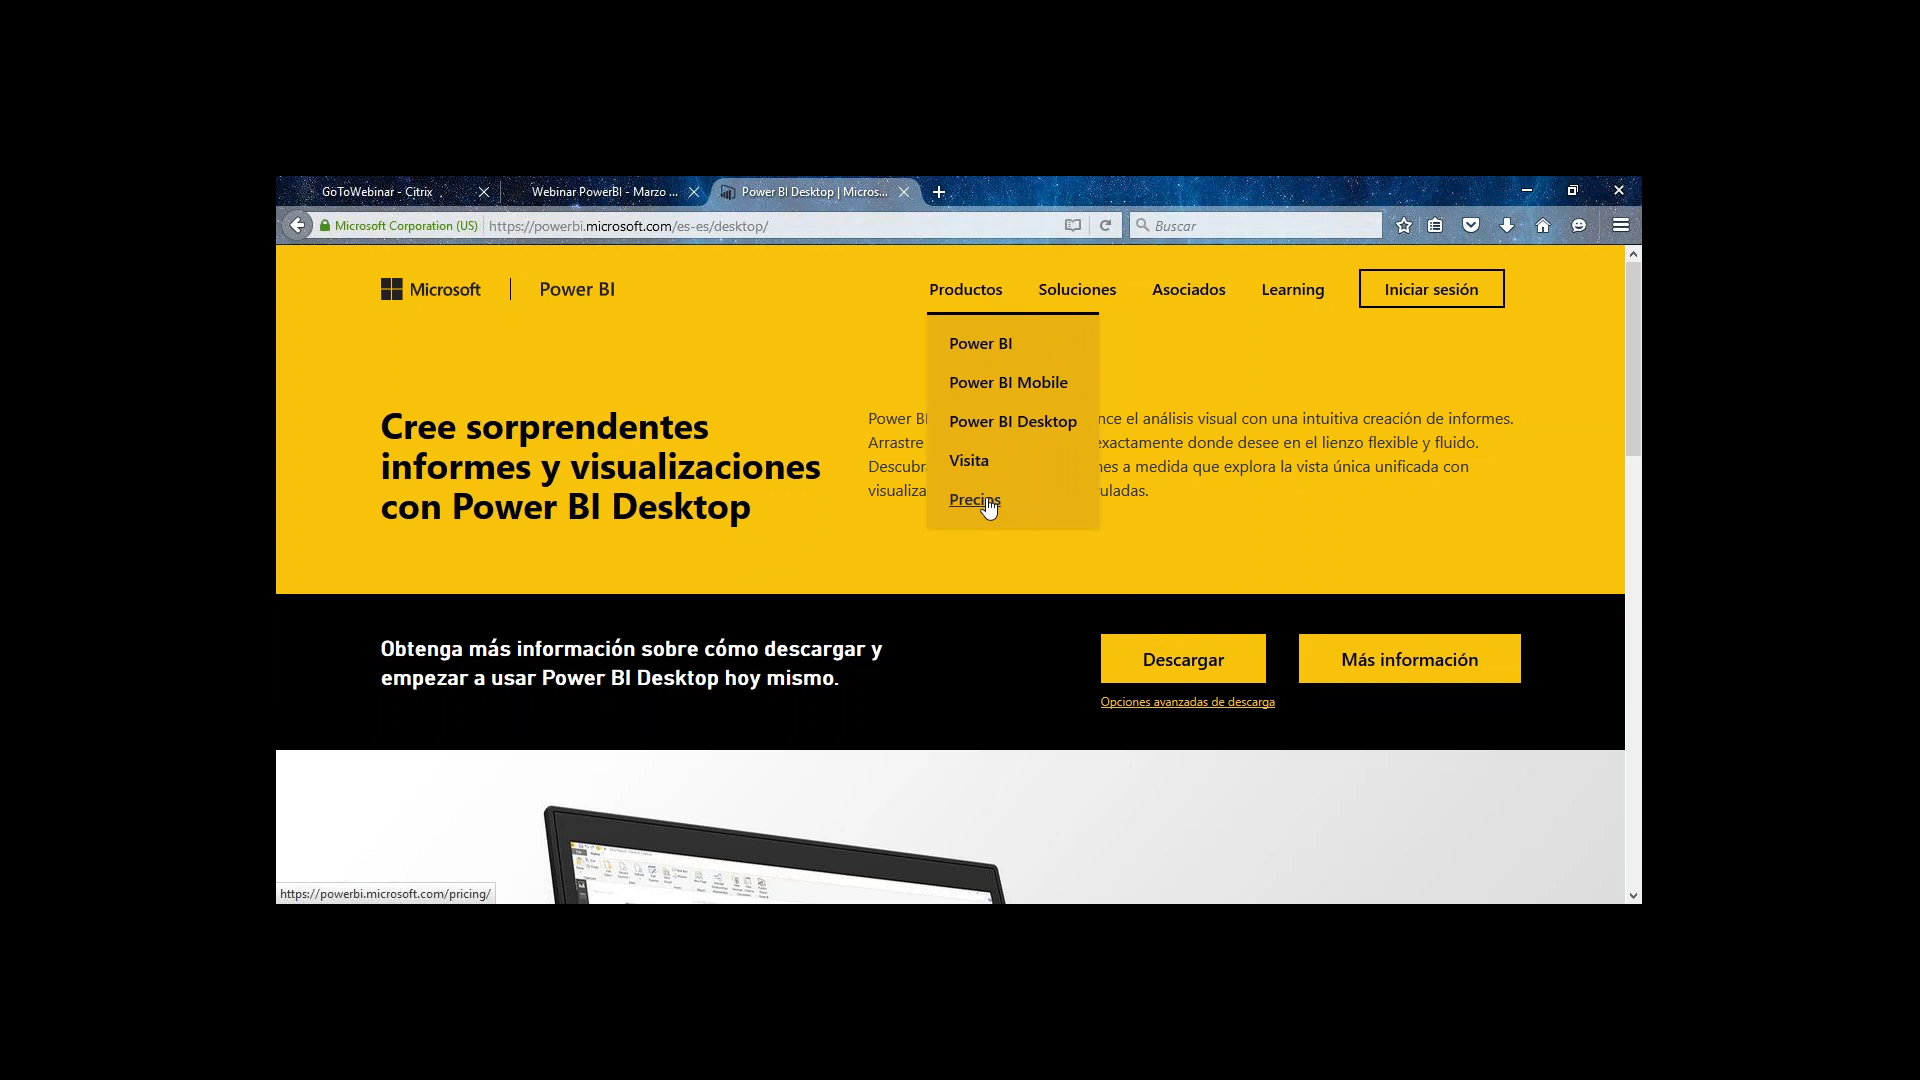 GoToWebinar - Citrix
Webinar PowerBI - Marzo ...
Power BI Desktop | Micros...
Microsoft Corporation (US)
https://powerbi.microsoft.com/es-es/desktop/
Buscar
Microsoft
Power BI
Productos
Soluciones
Asociados
Learning
Iniciar sesión
Power BI
Power BI Mobile
Power BI Desktop
Visita
Precios
Cree sorprendentes
informes y visualizaciones
con Power BI Desktop
Power BI nce el análisis visual con una intuitiva creación de informes.
Arrastre exactamente donde desee en el lienzo flexible y fluido.
Descubr nes a medida que explora la vista única unificada con
visualiza uladas.
Obtenga más información sobre cómo descargar y
empezar a usar Power BI Desktop hoy mismo.
Descargar
Más información
Opciones avanzadas de descarga
https://powerbi.microsoft.com/pricing/